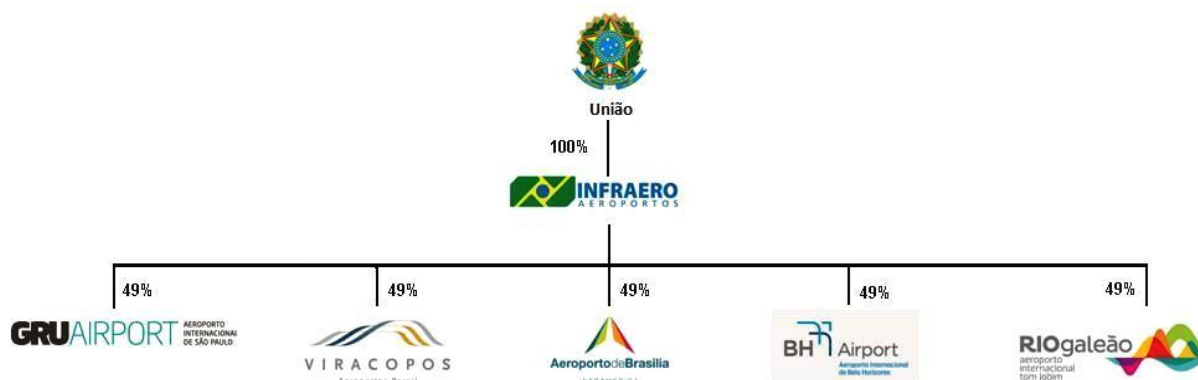 União
100%
INFRAERO
AEROPORTOS
49%
49%
49%
49%
49%
GRUAIRPORT
AEROPORTO
INTERNACIONAL
DE SÃO PAULO
VIRACOPOS
AeroportodeBrasilia
BH Airport
Aeroporto Internacional
de Belo Horizonte
RIOgaleão
aeroporto
internacional
tom jobim